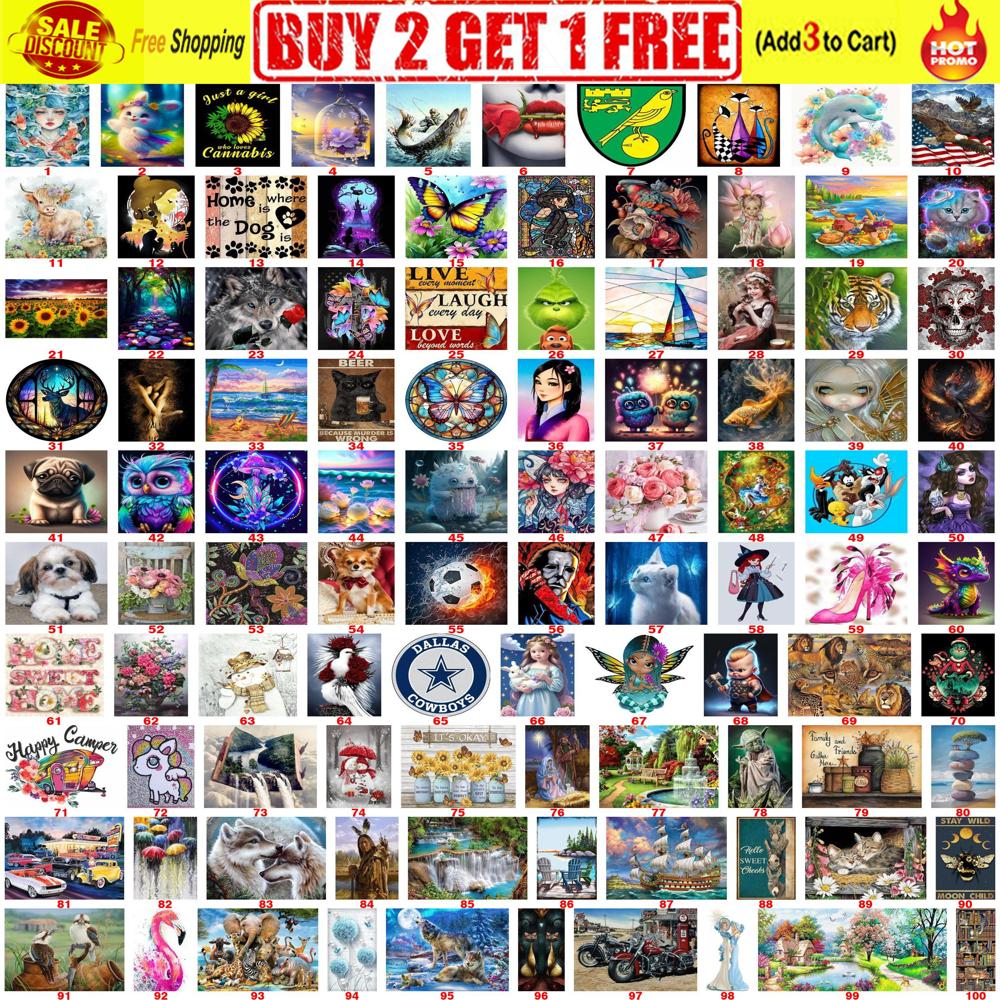 SALE
DISCOUNT
Free Shopping
BUY 2 GET 1 FREE
(Add 3 to Cart)
HOT
PROMO
Just a girl
who loves
Cannabis
1 2 3 4 5 6 7 8 9 10
Home is where
the Dog is
11 12 13 14 15 16 17 18 19 20
LIVE
every moment
LAUGH
every day
LOVE
beyond words
21 22 23 24 25 26 27 28 29 30
BEER
BECAUSE MURDER IS
WRONG
31 32 33 34 35 36 37 38 39 40
41 42 43 44 45 46 47 48 49 50
51 52 53 54 55 56 57 58 59 60
SWEET
DALLAS
COWBOYS
61 62 63 64 65 66 67 68 69 70
Happy Camper
IT'S OKAY
Family and
Friends
Gather
Here
71 72 73 74 75 76 77 78 79 80
Hello
SWEET
Cheeks
STAY WILD
MOON CHILD
81 82 83 84 85 86 87 88 89 90
91 92 93 94 95 96 97 98 99 100